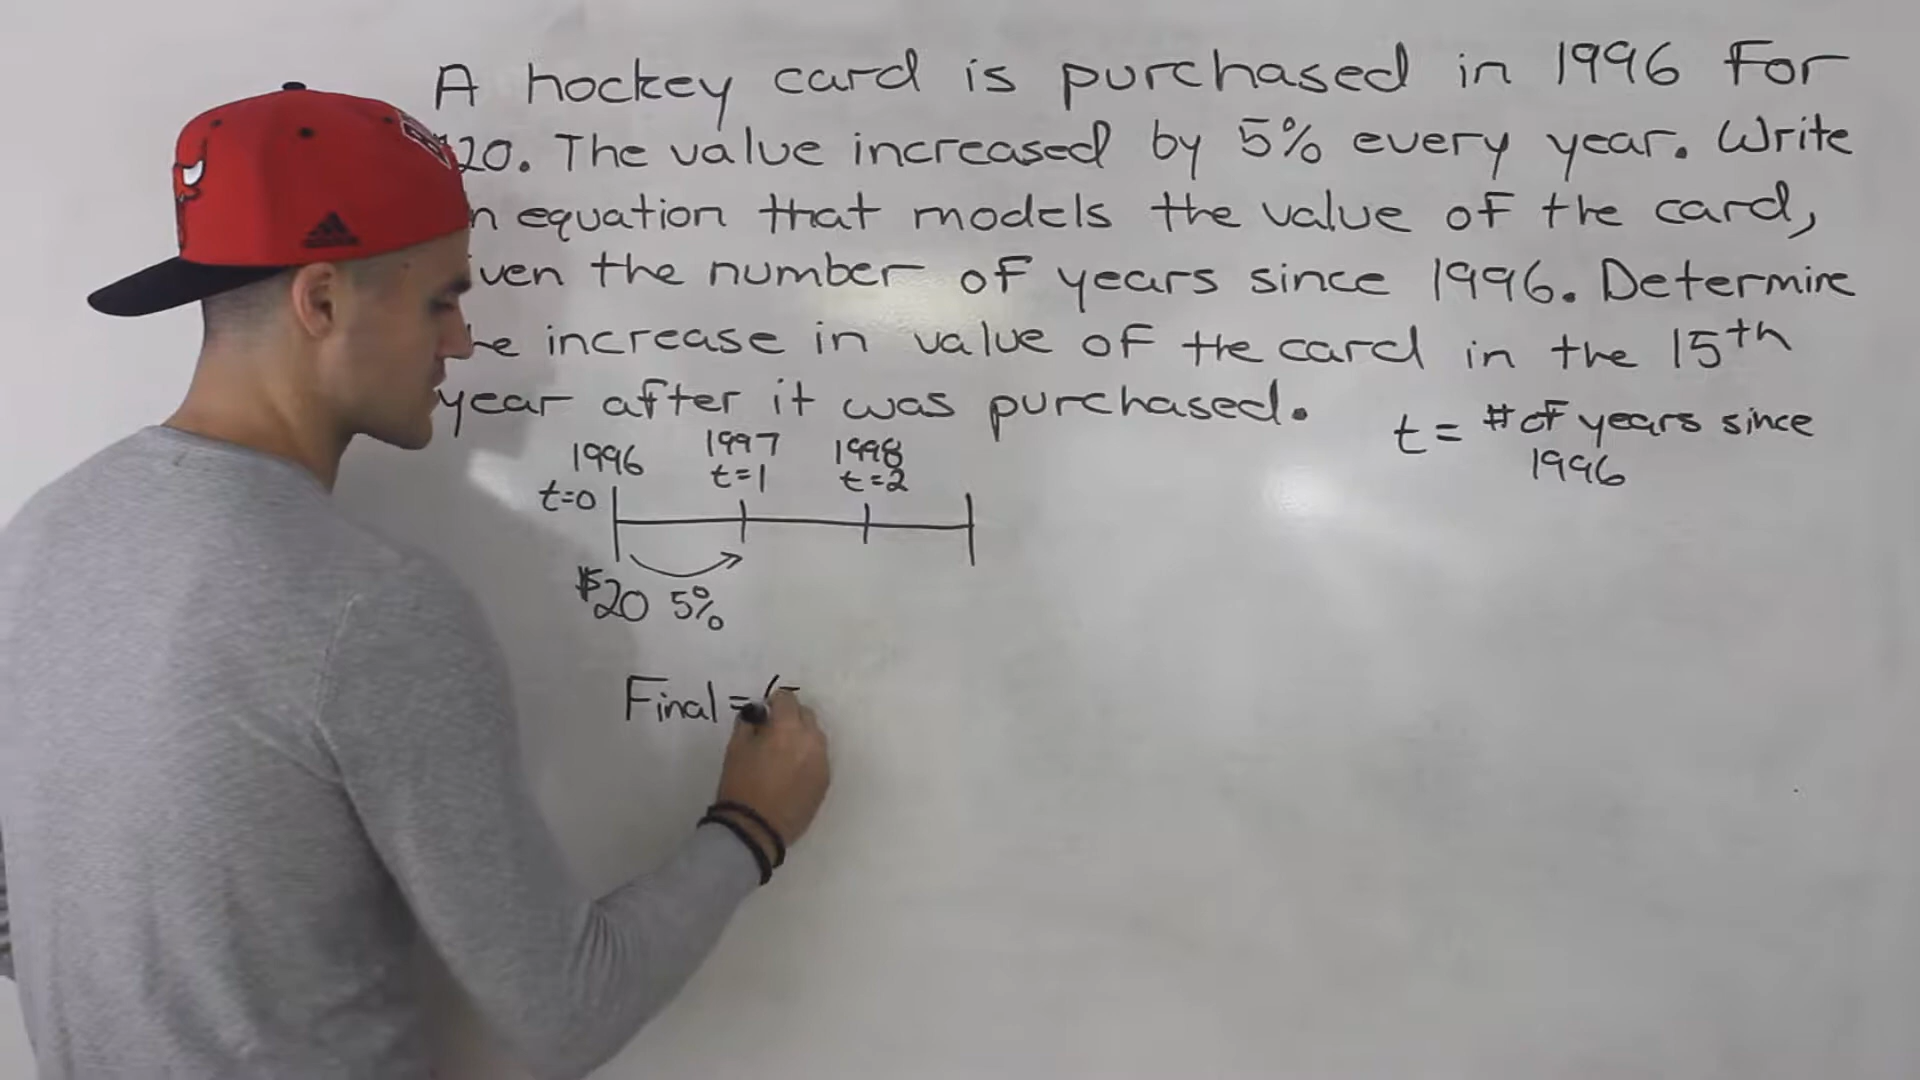 A hockey card is purchased in 1996 for
$20. The value increased by 5% every year. Write
n equation that models the value of the card,
iven the number of years since 1996. Determine
he increase in value of the card in the 15th
year after it was purchased.
t = # of years since
1996
1996 1997 1998
t=0 t=1 t=2
$20 5%
Final = (